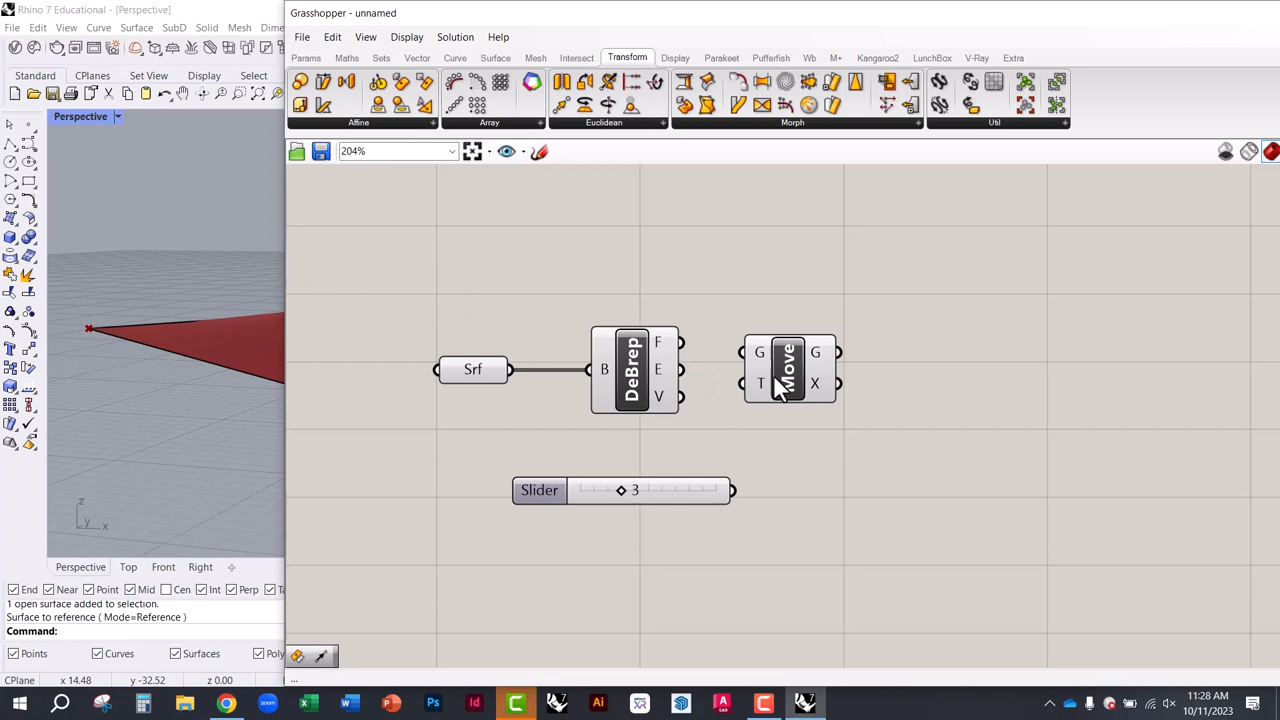 Rhino 7 Educational - [Perspective]
File Edit View Curve Surface SubD Solid Mesh Dime
Standard CPlanes Set View Display Select
Perspective
z
y x
Perspective Top Front Right
End Near Point Mid Cen Int Perp Ta
1 open surface added to selection.
Surface to reference ( Mode=Reference )
Command:
Points Curves Surfaces Poly
CPlane x 14.48 y -32.52 z 0.00
Grasshopper - unnamed
File Edit View Display Solution Help
Params Maths Sets Vector Curve Surface Mesh Intersect Transform Display Parakeet Pufferfish Wb M+ Kangaroo2 LunchBox V-Ray Extra
Affine Array Euclidean Morph Util
204%
Srf
B DeBrep F E V
G T Move G X
Slider 3
...
11:28 AM
10/11/2023